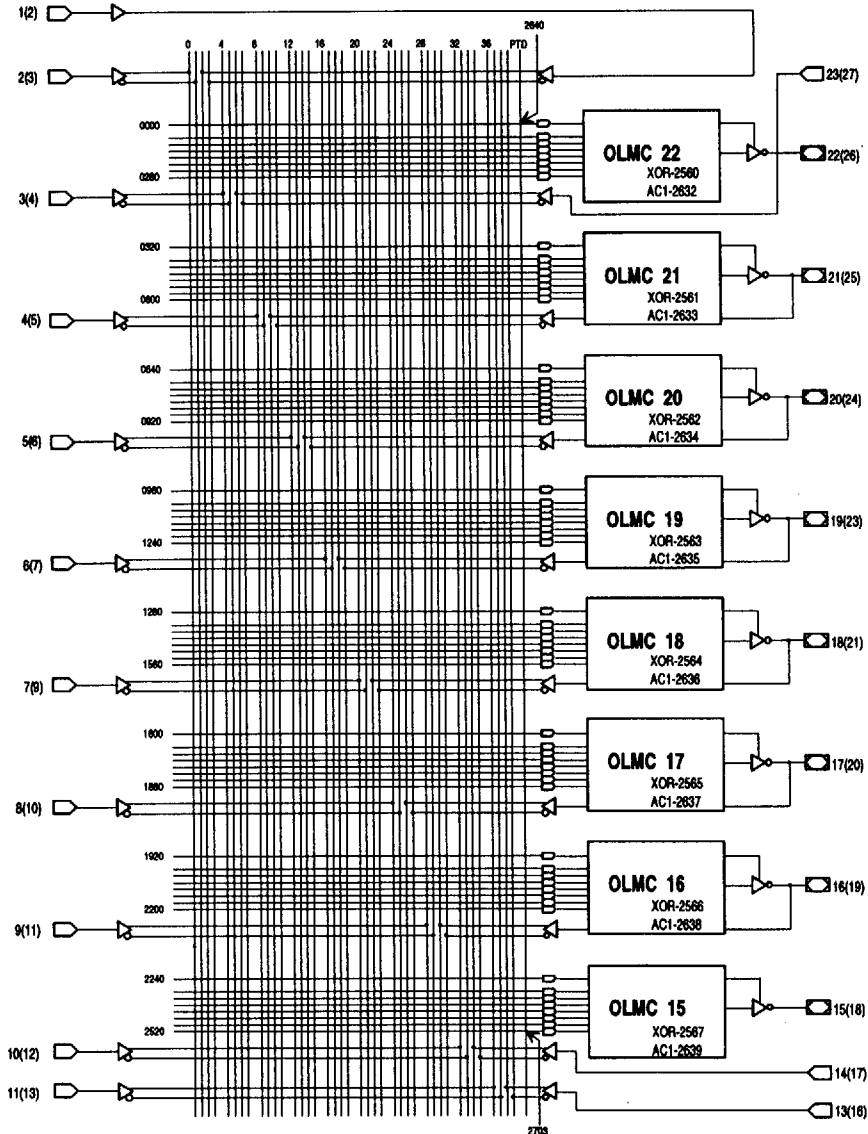 1(2)
2640
0 4 8 12 16 20 24 28 32 36 PTD
2(3)
23(27)
0000
OLMC 22
XOR-2560
AC1-2632
22(26)
0280
3(4)
0320
OLMC 21
XOR-2561
AC1-2633
21(25)
0600
4(5)
0640
OLMC 20
XOR-2562
AC1-2634
20(24)
0920
5(6)
0960
OLMC 19
XOR-2563
AC1-2635
19(23)
1240
6(7)
1280
OLMC 18
XOR-2564
AC1-2636
18(21)
1560
7(9)
1600
OLMC 17
XOR-2565
AC1-2637
17(20)
1880
8(10)
1920
OLMC 16
XOR-2566
AC1-2638
16(19)
2200
9(11)
2240
OLMC 15
XOR-2567
AC1-2639
15(18)
2520
10(12)
14(17)
11(13)
13(16)
2703